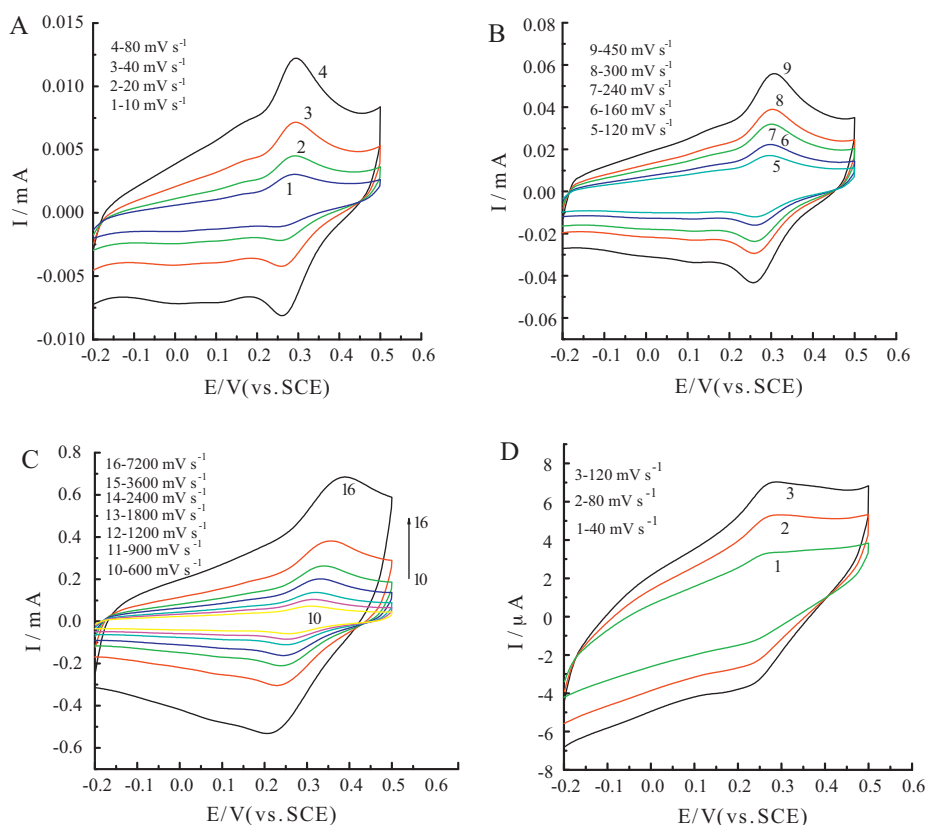 A
4-80 mV s-1
3-40 mV s-1
2-20 mV s-1
1-10 mV s-1
4
3
2
1
0.015
0.010
0.005
0.000
-0.005
-0.010
I / mA
-0.2 -0.1 0.0 0.1 0.2 0.3 0.4 0.5 0.6
E/V(vs.SCE)
B
9-450 mV s-1
8-300 mV s-1
7-240 mV s-1
6-160 mV s-1
5-120 mV s-1
9
8
7 6
5
0.08
0.06
0.04
0.02
0.00
-0.02
-0.04
-0.06
I / mA
-0.2 -0.1 0.0 0.1 0.2 0.3 0.4 0.5 0.6
E/V(vs.SCE)
C
16-7200 mV s-1
15-3600 mV s-1
14-2400 mV s-1
13-1800 mV s-1
12-1200 mV s-1
11-900 mV s-1
10-600 mV s-1
16
16
10
10
0.8
0.6
0.4
0.2
0.0
-0.2
-0.4
-0.6
I / mA
-0.2 -0.1 0.0 0.1 0.2 0.3 0.4 0.5 0.6
E/V(vs.SCE)
D
3-120 mV s-1
2-80 mV s-1
1-40 mV s-1
3
2
1
8
6
4
2
0
-2
-4
-6
-8
I / μA
-0.2 -0.1 0.0 0.1 0.2 0.3 0.4 0.5 0.6
E/V(vs.SCE)